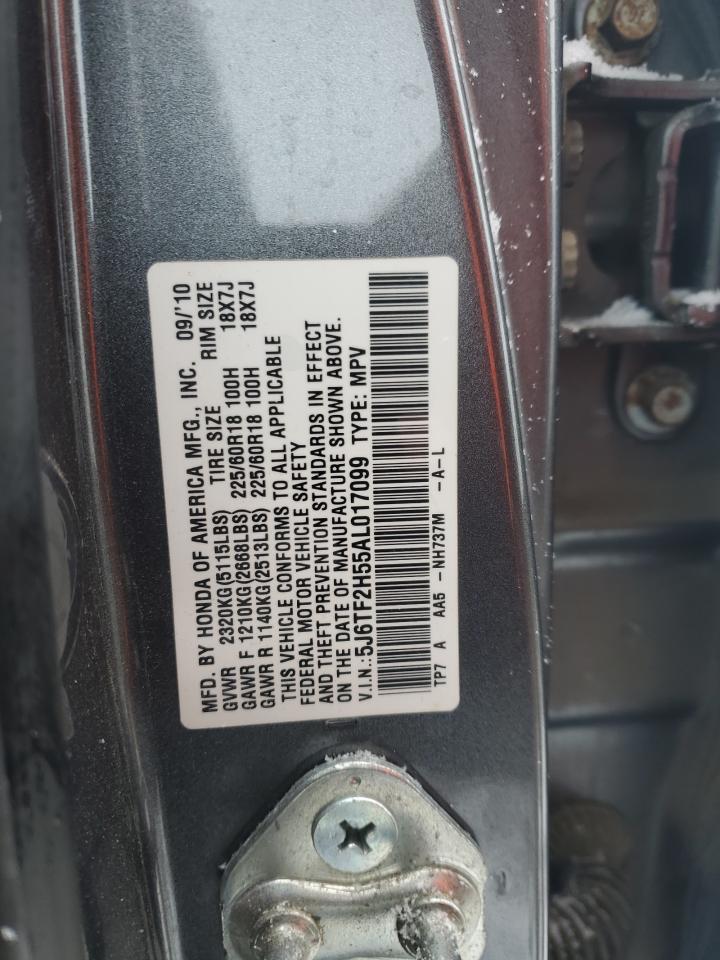 MFD. BY HONDA OF AMERICA MFG., INC. 09/'10
GVWR 2320KG(5115LBS) TIRE SIZE RIM SIZE
GAWR F 1210KG(2668LBS) 225/60R18 100H 18X7J
GAWR R 1140KG(2513LBS) 225/60R18 100H 18X7J
THIS VEHICLE CONFORMS TO ALL APPLICABLE
FEDERAL MOTOR VEHICLE SAFETY
AND THEFT PREVENTION STANDARDS IN EFFECT
ON THE DATE OF MANUFACTURE SHOWN ABOVE.
V.I.N.:5J6TF2H55AL017099 TYPE: MPV
TP7 A AA5 -NH737M -A-L